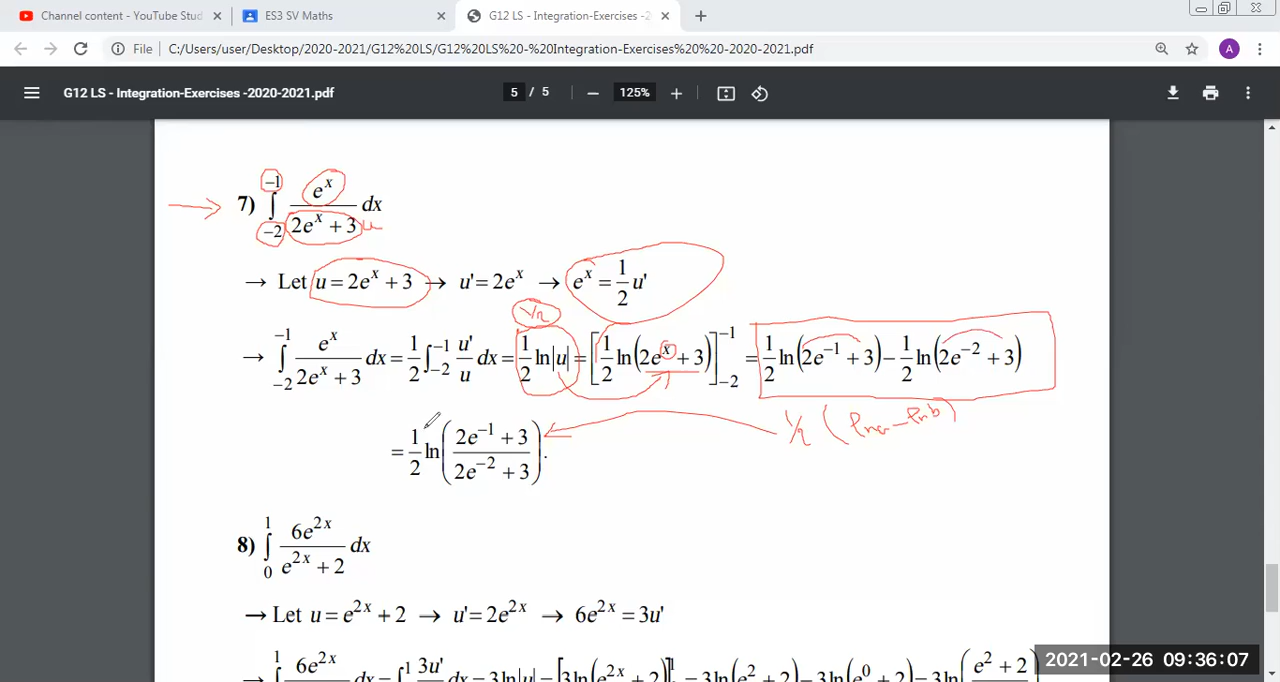 Channel content - YouTube Stud
ES3 SV Maths
G12 LS - Integration-Exercises -2
File C:/Users/user/Desktop/2020-2021/G12%20LS/G12%20LS%20-%20Integration-Exercises%20%20-2020-2021.pdf
G12 LS - Integration-Exercises -2020-2021.pdf 5 / 5 125%
7) ∫_{-2}^{-1} e^x / (2e^x + 3) dx u
→ Let u = 2e^x + 3 → u' = 2e^x → e^x = 1/2 u'
1/2
→ ∫_{-2}^{-1} e^x / (2e^x + 3) dx = 1/2 ∫_{-2}^{-1} u'/u dx = 1/2 ln|u| = [1/2 ln(2e^x + 3)]_{-2}^{-1} = 1/2 ln(2e^{-1} + 3) − 1/2 ln(2e^{-2} + 3)
1/2 (ln a − ln b)
= 1/2 ln((2e^{-1} + 3) / (2e^{-2} + 3)).
8) ∫_0^1 6e^{2x} / (e^{2x} + 2) dx
→ Let u = e^{2x} + 2 → u' = 2e^{2x} → 6e^{2x} = 3u'
2021-02-26 09:36:07